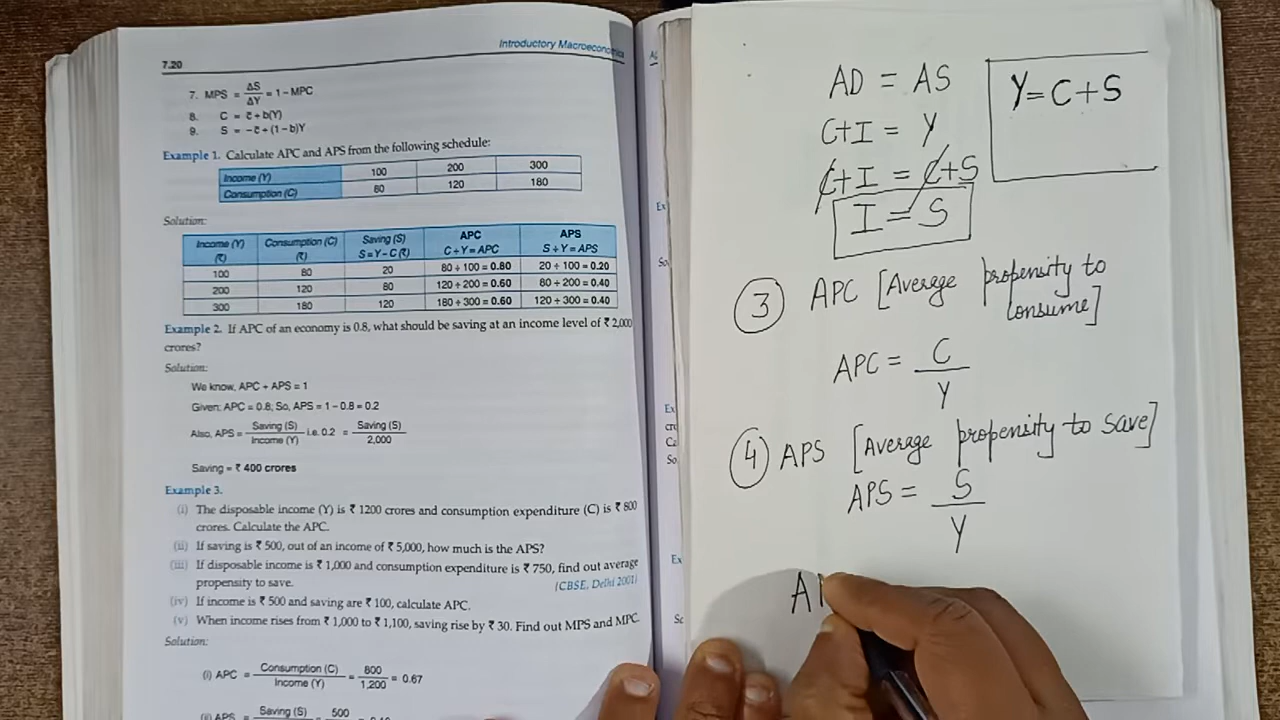 7.20
Introductory Macroecono
7. MPS = ΔS/ΔY = 1 – MPC
8. C = c̄ + b(Y)
9. S = –c̄ + (1 – b)Y
Example 1. Calculate APC and APS from the following schedule:
Income (Y) 100 200 300
Consumption (C) 80 120 180
Solution:
Income (Y) (₹) Consumption (C) (₹) Saving (S) S = Y – C (₹) APC C ÷ Y = APC APS S ÷ Y = APS
100 80 20 80 ÷ 100 = 0.80 20 ÷ 100 = 0.20
200 120 80 120 ÷ 200 = 0.60 80 ÷ 200 = 0.40
300 180 120 180 ÷ 300 = 0.60 120 ÷ 300 = 0.40
Example 2. If APC of an economy is 0.8, what should be saving at an income level of ₹ 2,000
crores?
Solution:
We know, APC + APS = 1
Given: APC = 0.8; So, APS = 1 – 0.8 = 0.2
Also, APS = Saving (S)/Income (Y) i.e. 0.2 = Saving (S)/2,000
Saving = ₹ 400 crores
Example 3.
(i) The disposable income (Y) is ₹ 1200 crores and consumption expenditure (C) is ₹ 800
crores. Calculate the APC.
(ii) If saving is ₹ 500, out of an income of ₹ 5,000, how much is the APS?
(iii) If disposable income is ₹ 1,000 and consumption expenditure is ₹ 750, find out average
propensity to save. (CBSE, Delhi 2001)
(iv) If income is ₹ 500 and saving are ₹ 100, calculate APC.
(v) When income rises from ₹ 1,000 to ₹ 1,100, saving rise by ₹ 30. Find out MPS and MPC.
Solution:
(i) APC = Consumption (C)/Income (Y) = 800/1,200 = 0.67
(ii) APS = Saving (S) = 500
AD = AS
C+I = Y
C+I = C+S
I = S
Y = C+S
3 APC [Average propensity to
consume]
APC = C/Y
4 APS [Average propensity to save]
APS = S/Y
A